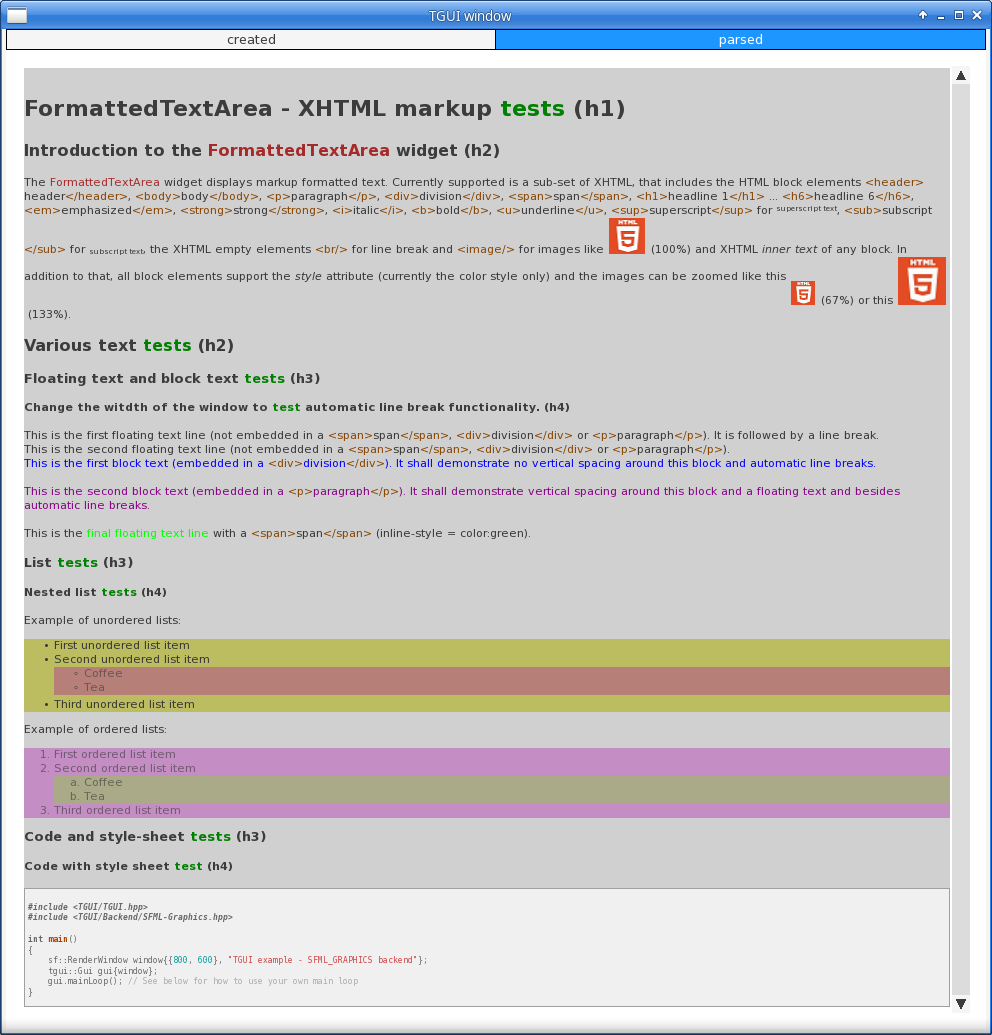 TGUI window
created parsed
FormattedTextArea - XHTML markup tests (h1)
Introduction to the FormattedTextArea widget (h2)
The FormattedTextArea widget displays markup formatted text. Currently supported is a sub-set of XHTML, that includes the HTML block elements <header>
header</header>, <body>body</body>, <p>paragraph</p>, <div>division</div>, <span>span</span>, <h1>headline 1</h1> ... <h6>headline 6</h6>,
<em>emphasized</em>, <strong>strong</strong>, <i>italic</i>, <b>bold</b>, <u>underline</u>, <sup>superscript</sup> for superscript text, <sub>subscript
</sub> for subscript text, the XHTML empty elements <br/> for line break and <image/> for images like HTML 5 (100%) and XHTML inner text of any block. In
addition to that, all block elements support the style attribute (currently the color style only) and the images can be zoomed like this
HTML 5 (67%) or this HTML 5
(133%).
Various text tests (h2)
Floating text and block text tests (h3)
Change the witdth of the window to test automatic line break functionality. (h4)
This is the first floating text line (not embedded in a <span>span</span>, <div>division</div> or <p>paragraph</p>). It is followed by a line break.
This is the second floating text line (not embedded in a <span>span</span>, <div>division</div> or <p>paragraph</p>).
This is the first block text (embedded in a <div>division</div>). It shall demonstrate no vertical spacing around this block and automatic line breaks.
This is the second block text (embedded in a <p>paragraph</p>). It shall demonstrate vertical spacing around this block and a floating text and besides
automatic line breaks.
This is the final floating text line with a <span>span</span> (inline-style = color:green).
List tests (h3)
Nested list tests (h4)
Example of unordered lists:
• First unordered list item
• Second unordered list item
◦ Coffee
◦ Tea
• Third unordered list item
Example of ordered lists:
1. First ordered list item
2. Second ordered list item
a. Coffee
b. Tea
3. Third ordered list item
Code and style-sheet tests (h3)
Code with style sheet test (h4)
#include <TGUI/TGUI.hpp>
#include <TGUI/Backend/SFML-Graphics.hpp>
int main()
{
sf::RenderWindow window{{800, 600}, "TGUI example - SFML_GRAPHICS backend"};
tgui::Gui gui{window};
gui.mainLoop(); // See below for how to use your own main loop
}